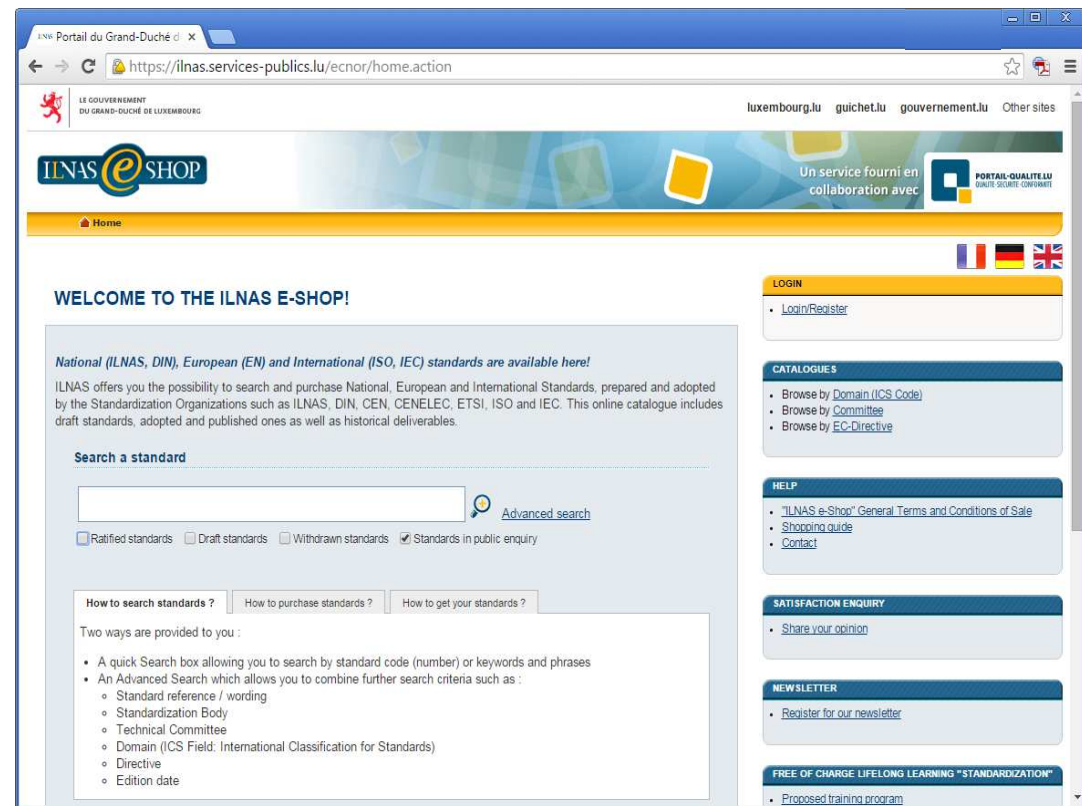 Portail du Grand-Duché d
https://ilnas.services-publics.lu/ecnor/home.action
LE GOUVERNEMENT
DU GRAND-DUCHÉ DE LUXEMBOURG
luxembourg.lu guichet.lu gouvernement.lu Other sites
ILNAS e SHOP
Un service fourni en
collaboration avec
PORTAIL-QUALITE.LU
QUALITE-SECURITE-CONFORMITE
Home
WELCOME TO THE ILNAS E-SHOP!
National (ILNAS, DIN), European (EN) and International (ISO, IEC) standards are available here!
ILNAS offers you the possibility to search and purchase National, European and International Standards, prepared and adopted
by the Standardization Organizations such as ILNAS, DIN, CEN, CENELEC, ETSI, ISO and IEC. This online catalogue includes
draft standards, adopted and published ones as well as historical deliverables.
Search a standard
Advanced search
Ratified standards Draft standards Withdrawn standards Standards in public enquiry
How to search standards ? How to purchase standards ? How to get your standards ?
Two ways are provided to you :
• A quick Search box allowing you to search by standard code (number) or keywords and phrases
• An Advanced Search which allows you to combine further search criteria such as :
Standard reference / wording
Standardization Body
Technical Committee
Domain (ICS Field: International Classification for Standards)
Directive
Edition date
LOGIN
• Login/Register
CATALOGUES
• Browse by Domain (ICS Code)
• Browse by Committee
• Browse by EC-Directive
HELP
• "ILNAS e-Shop" General Terms and Conditions of Sale
• Shopping guide
• Contact
SATISFACTION ENQUIRY
• Share your opinion
NEWSLETTER
• Register for our newsletter
FREE OF CHARGE LIFELONG LEARNING "STANDARDIZATION"
• Proposed training program